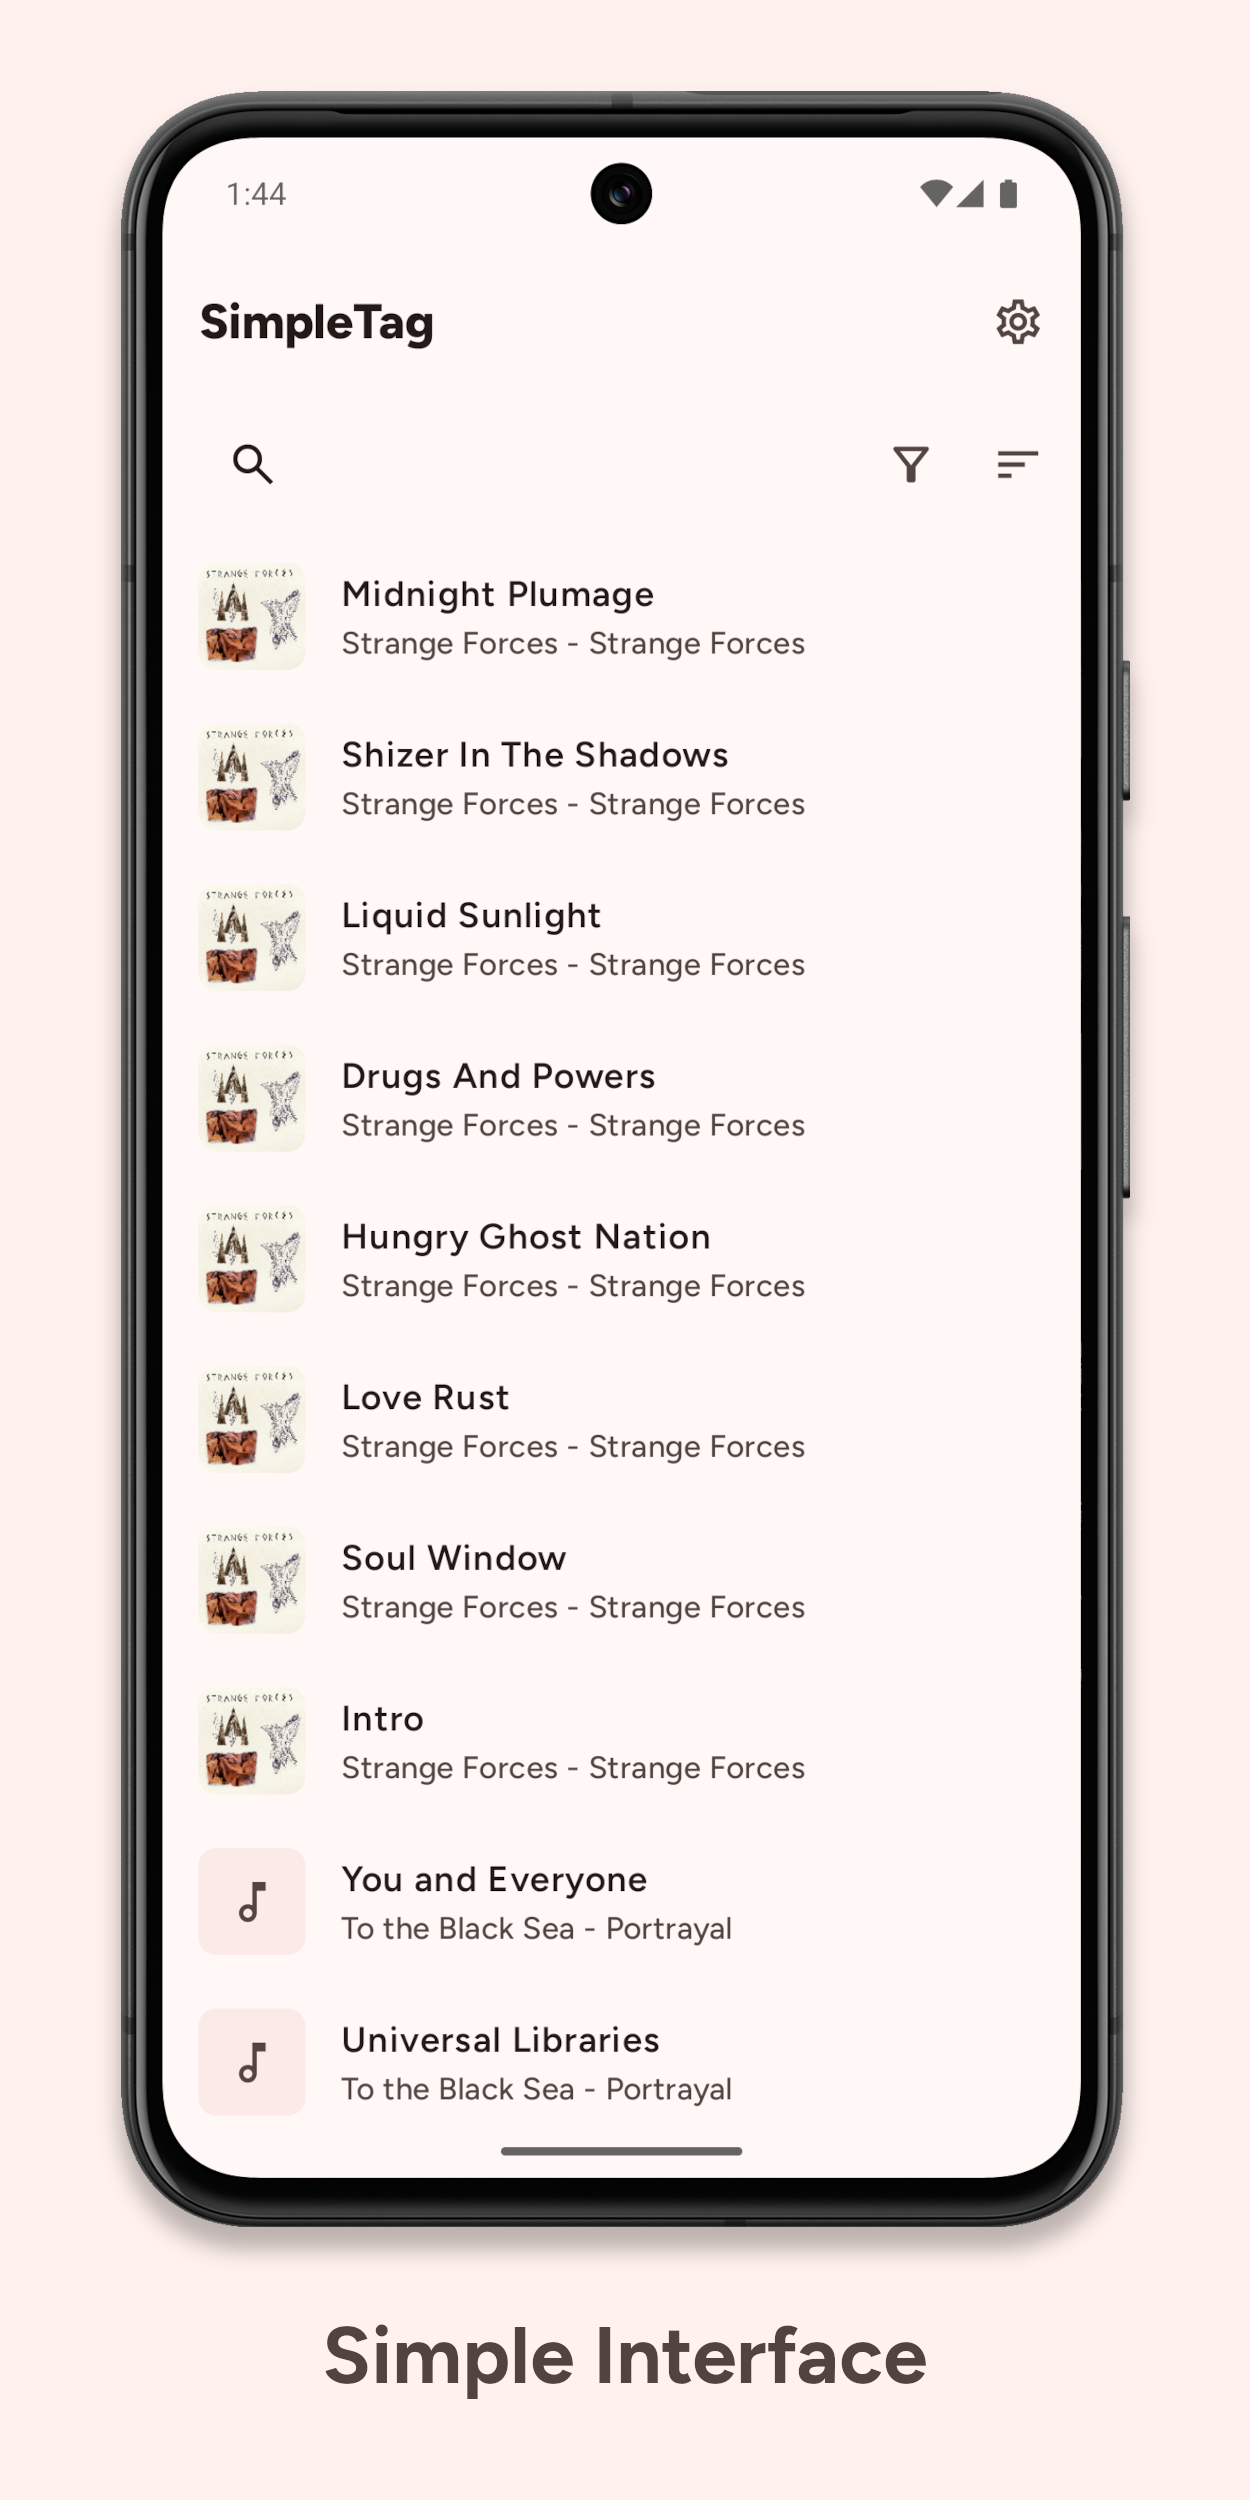 1:44
SimpleTag
STRANGE FORCES
Midnight Plumage
Strange Forces - Strange Forces
STRANGE FORCES
Shizer In The Shadows
Strange Forces - Strange Forces
STRANGE FORCES
Liquid Sunlight
Strange Forces - Strange Forces
STRANGE FORCES
Drugs And Powers
Strange Forces - Strange Forces
STRANGE FORCES
Hungry Ghost Nation
Strange Forces - Strange Forces
STRANGE FORCES
Love Rust
Strange Forces - Strange Forces
STRANGE FORCES
Soul Window
Strange Forces - Strange Forces
STRANGE FORCES
Intro
Strange Forces - Strange Forces
You and Everyone
To the Black Sea - Portrayal
Universal Libraries
To the Black Sea - Portrayal
Simple Interface